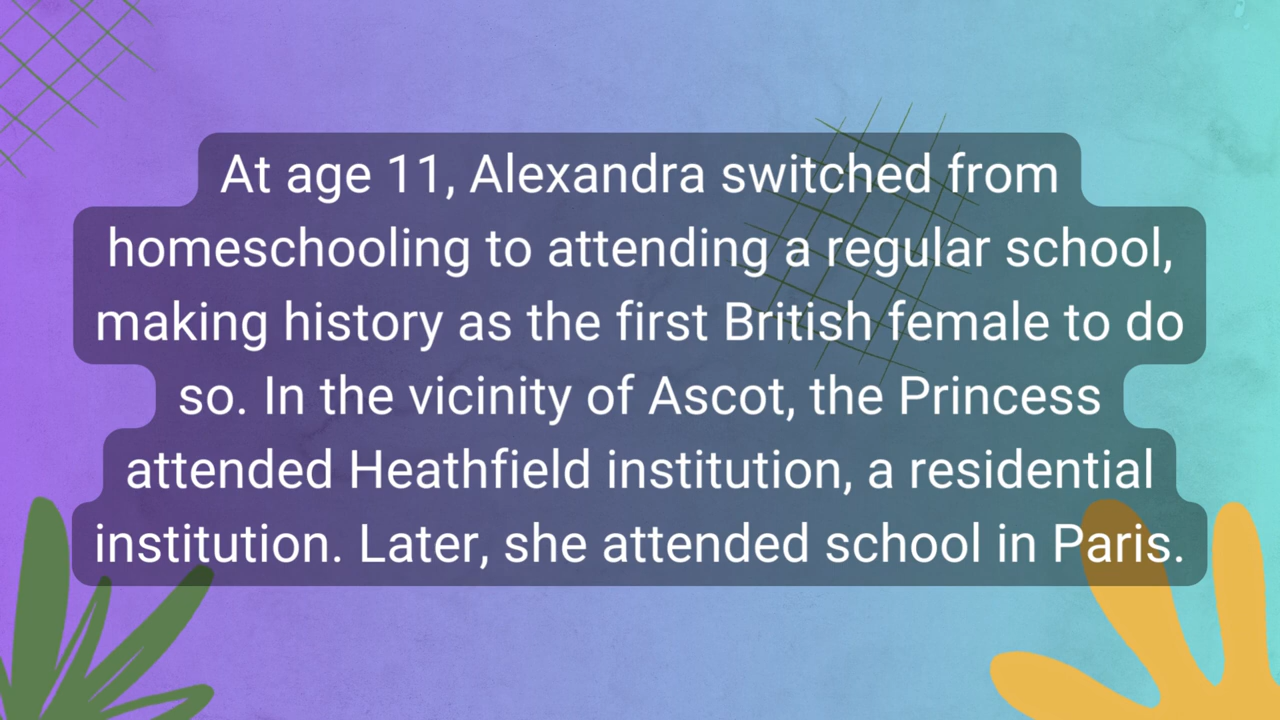 At age 11, Alexandra switched from
homeschooling to attending a regular school,
making history as the first British female to do
so. In the vicinity of Ascot, the Princess
attended Heathfield institution, a residential
institution. Later, she attended school in Paris.